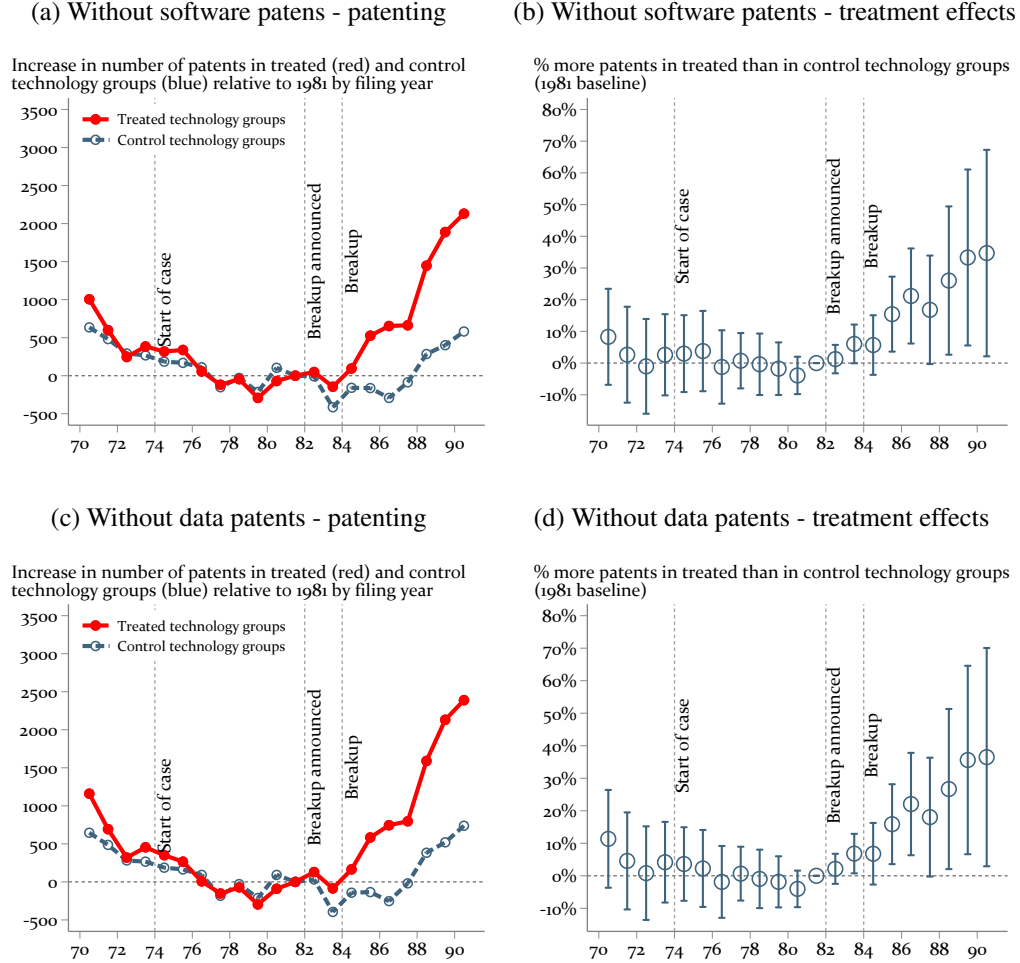 (a) Without software patens - patenting
Increase in number of patents in treated (red) and control
technology groups (blue) relative to 1981 by filing year
3500
3000
2500
2000
1500
1000
500
0
-500
Treated technology groups
Control technology groups
Start of case
Breakup announced
Breakup
70 72 74 76 78 80 82 84 86 88 90
(b) Without software patents - treatment effects
% more patents in treated than in control technology groups
(1981 baseline)
80%
70%
60%
50%
40%
30%
20%
10%
0%
-10%
Start of case
Breakup announced
Breakup
70 72 74 76 78 80 82 84 86 88 90
(c) Without data patents - patenting
Increase in number of patents in treated (red) and control
technology groups (blue) relative to 1981 by filing year
3500
3000
2500
2000
1500
1000
500
0
-500
Treated technology groups
Control technology groups
Start of case
Breakup announced
Breakup
70 72 74 76 78 80 82 84 86 88 90
(d) Without data patents - treatment effects
% more patents in treated than in control technology groups
(1981 baseline)
80%
70%
60%
50%
40%
30%
20%
10%
0%
-10%
Start of case
Breakup announced
Breakup
70 72 74 76 78 80 82 84 86 88 90